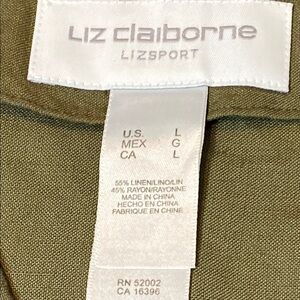 Liz claiborne
LIZSPORT
U.S. L
MEX G
CA L
55% LINEN/LINO/LIN
45% RAYON/RAYONNE
MADE IN CHINA
HECHO EN CHINA
FABRIQUE EN CHINE
RN 52002
CA 16396